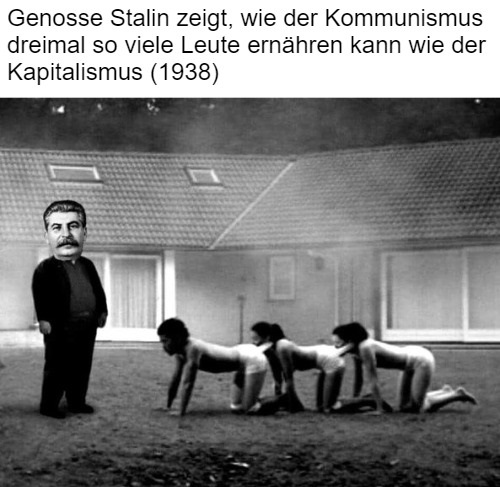 Genosse Stalin zeigt, wie der Kommunismus
dreimal so viele Leute ernähren kann wie der
Kapitalismus (1938)